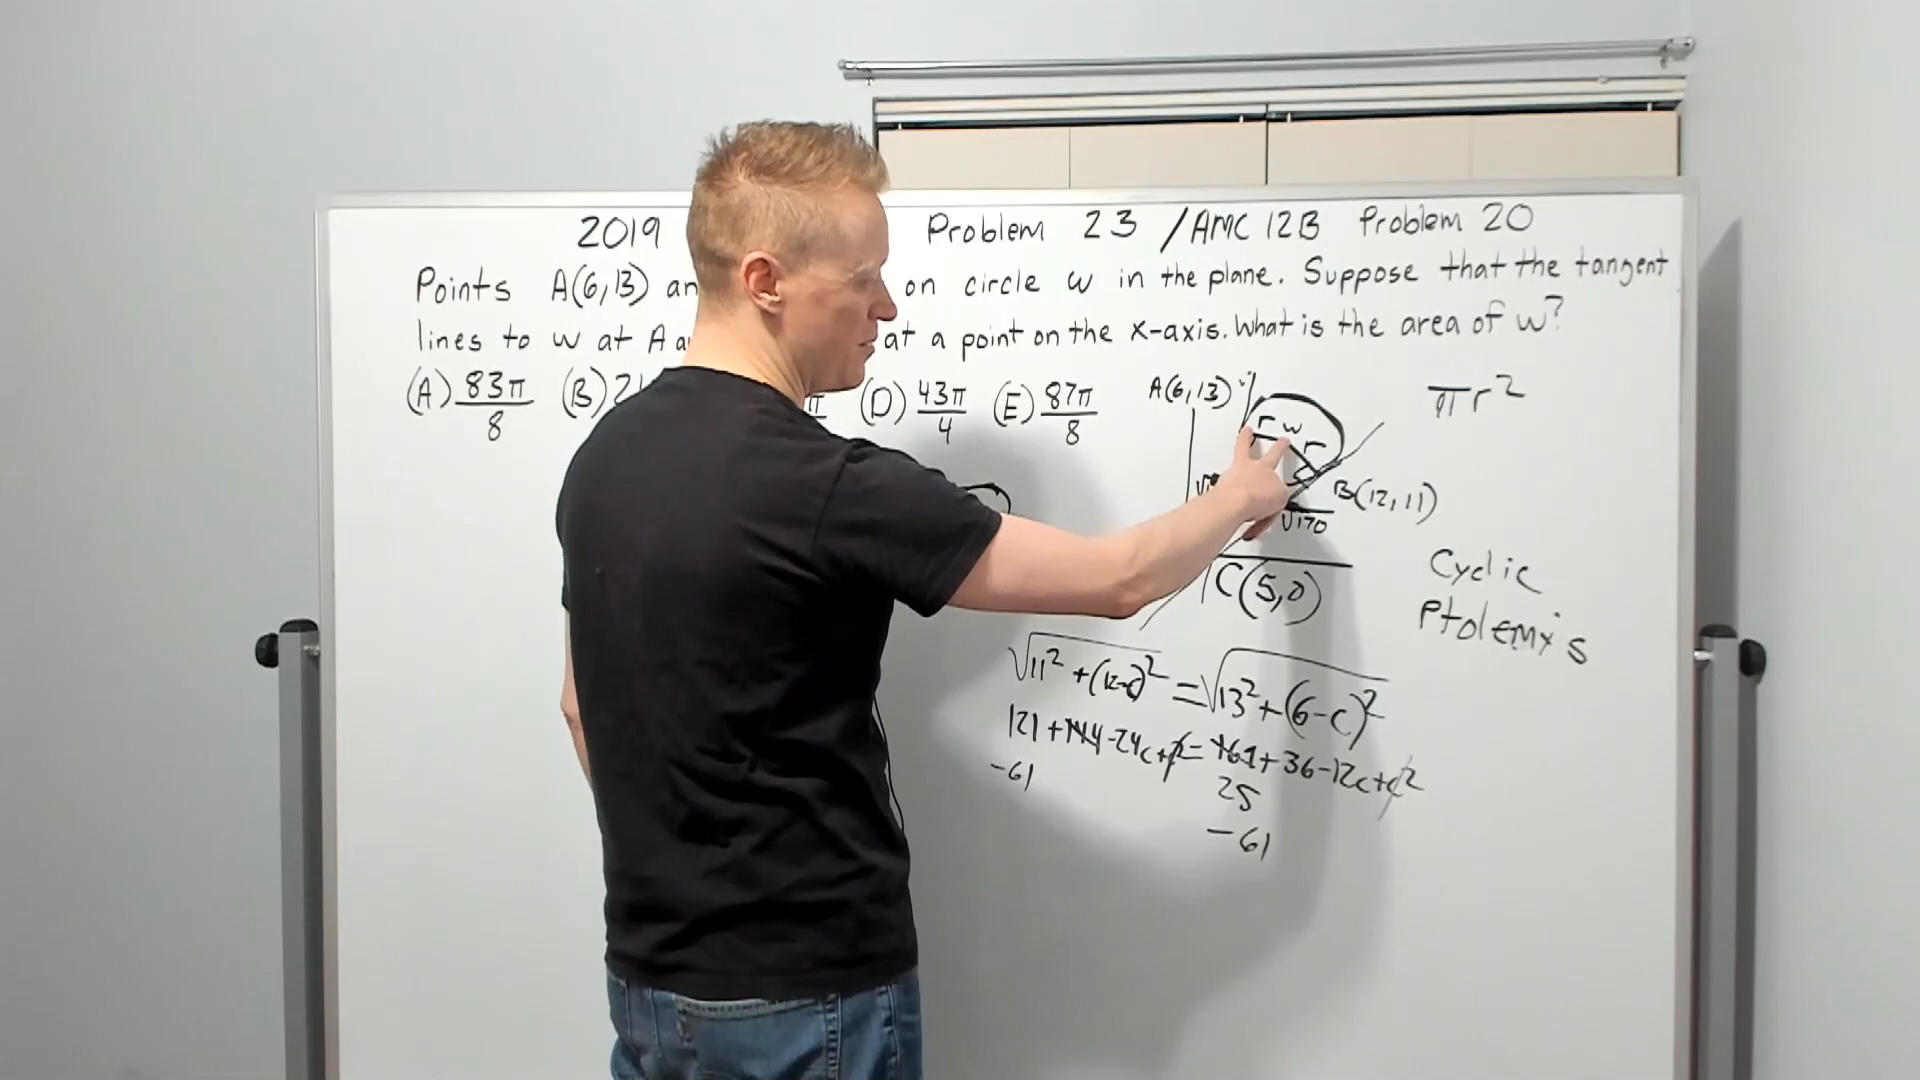 2019 Problem 23 / AMC 12B Problem 20
Points A(6,13) an on circle w in the plane. Suppose that the tangent
lines to w at A a at a point on the x-axis. What is the area of w?
(A) 83π/8 (B) 2 π (D) 43π/4 (E) 87π/8
πr²
A(6,13)
r w r
B(12,11)
√170
C(5,0)
Cyclic
Ptolemy's
√11²+(12-c)² = √13²+(6-c)²
121+144-24c+c²= 169+36-12c+c²
-61 25
-61